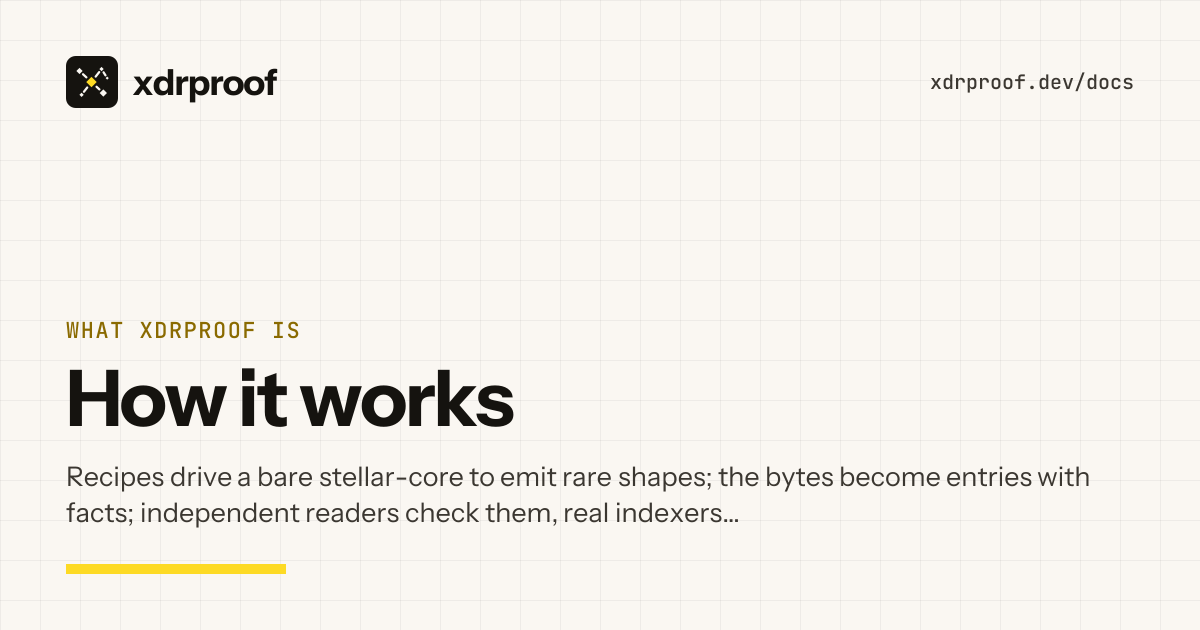 xdrproof
xdrproof.dev/docs
WHAT XDRPROOF IS
How it works
Recipes drive a bare stellar-core to emit rare shapes; the bytes become entries with
facts; independent readers check them, real indexers…